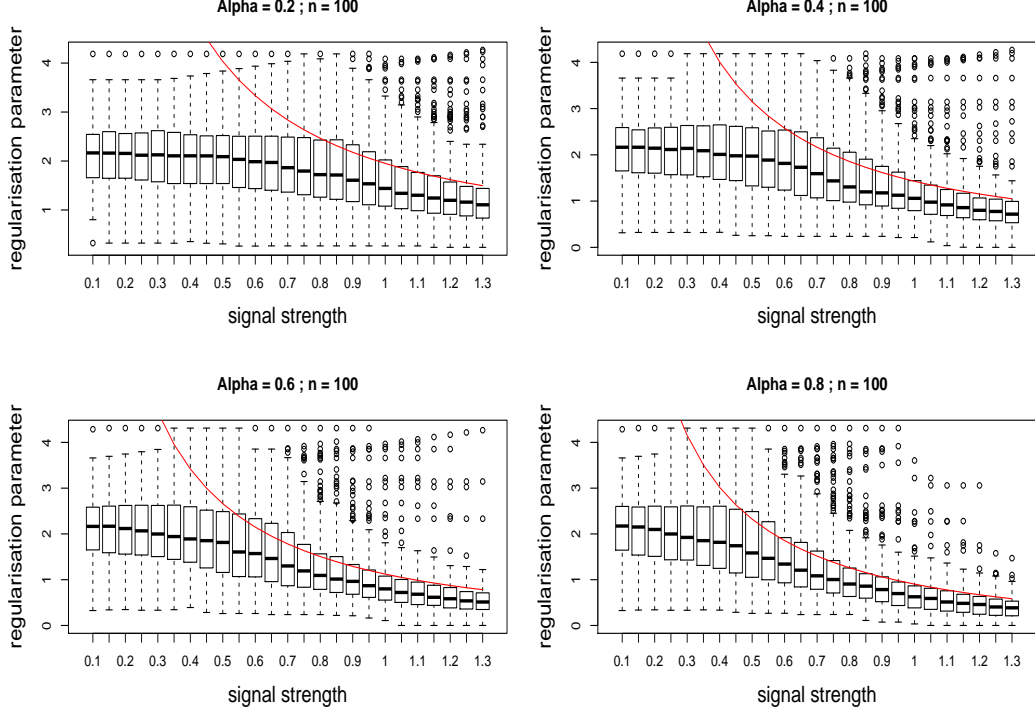 Alpha = 0.2 ; n = 100
regularisation parameter
4
3
2
1
0.1 0.2 0.3 0.4 0.5 0.6 0.7 0.8 0.9 1 1.1 1.2 1.3
signal strength
Alpha = 0.4 ; n = 100
regularisation parameter
4
3
2
1
0
0.1 0.2 0.3 0.4 0.5 0.6 0.7 0.8 0.9 1 1.1 1.2 1.3
signal strength
Alpha = 0.6 ; n = 100
regularisation parameter
4
3
2
1
0
0.1 0.2 0.3 0.4 0.5 0.6 0.7 0.8 0.9 1 1.1 1.2 1.3
signal strength
Alpha = 0.8 ; n = 100
regularisation parameter
4
3
2
1
0
0.1 0.2 0.3 0.4 0.5 0.6 0.7 0.8 0.9 1 1.1 1.2 1.3
signal strength